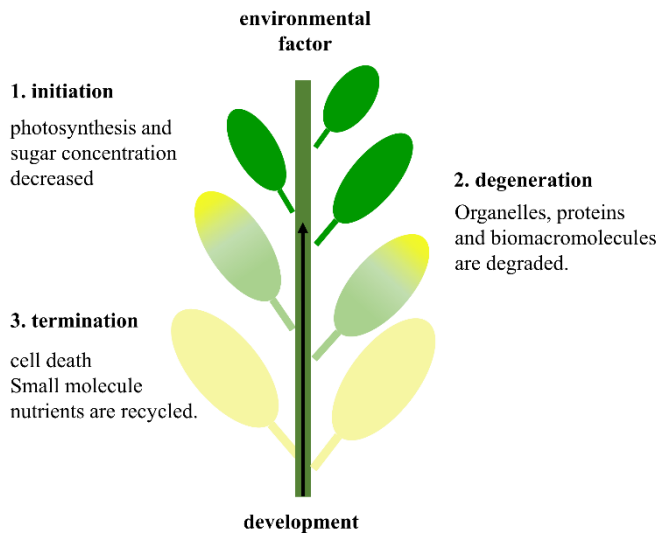 environmental
factor
1. initiation
photosynthesis and
sugar concentration
decreased
2. degeneration
Organelles, proteins
and biomacromolecules
are degraded.
3. termination
cell death
Small molecule
nutrients are recycled.
development